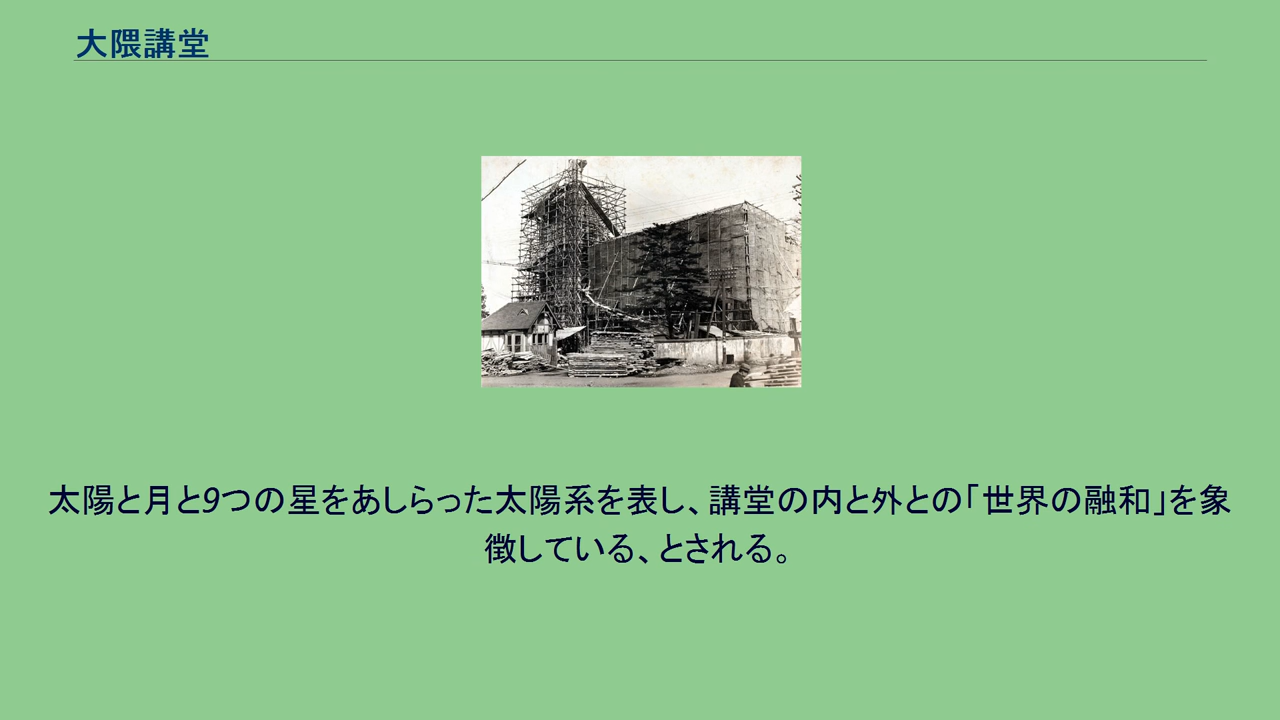 大隈講堂
太陽と月と9つの星をあしらった太陽系を表し、講堂の内と外との「世界の融和」を象
徴している、とされる。